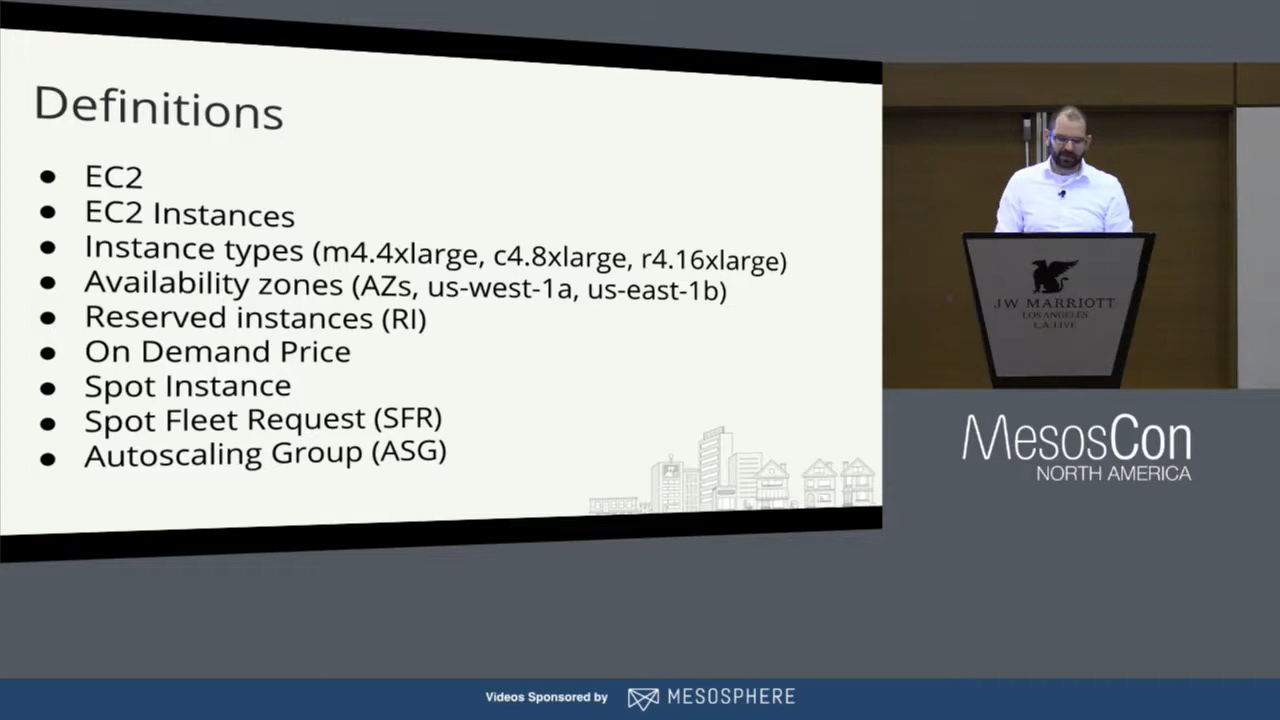 Definitions
● EC2
● EC2 Instances
● Instance types (m4.4xlarge, c4.8xlarge, r4.16xlarge)
● Availability zones (AZs, us-west-1a, us-east-1b)
● Reserved instances (RI)
● On Demand Price
● Spot Instance
● Spot Fleet Request (SFR)
● Autoscaling Group (ASG)
JW MARRIOTT
LOS ANGELES
L.A. LIVE
MesosCon
NORTH AMERICA
Videos Sponsored by MESOSPHERE